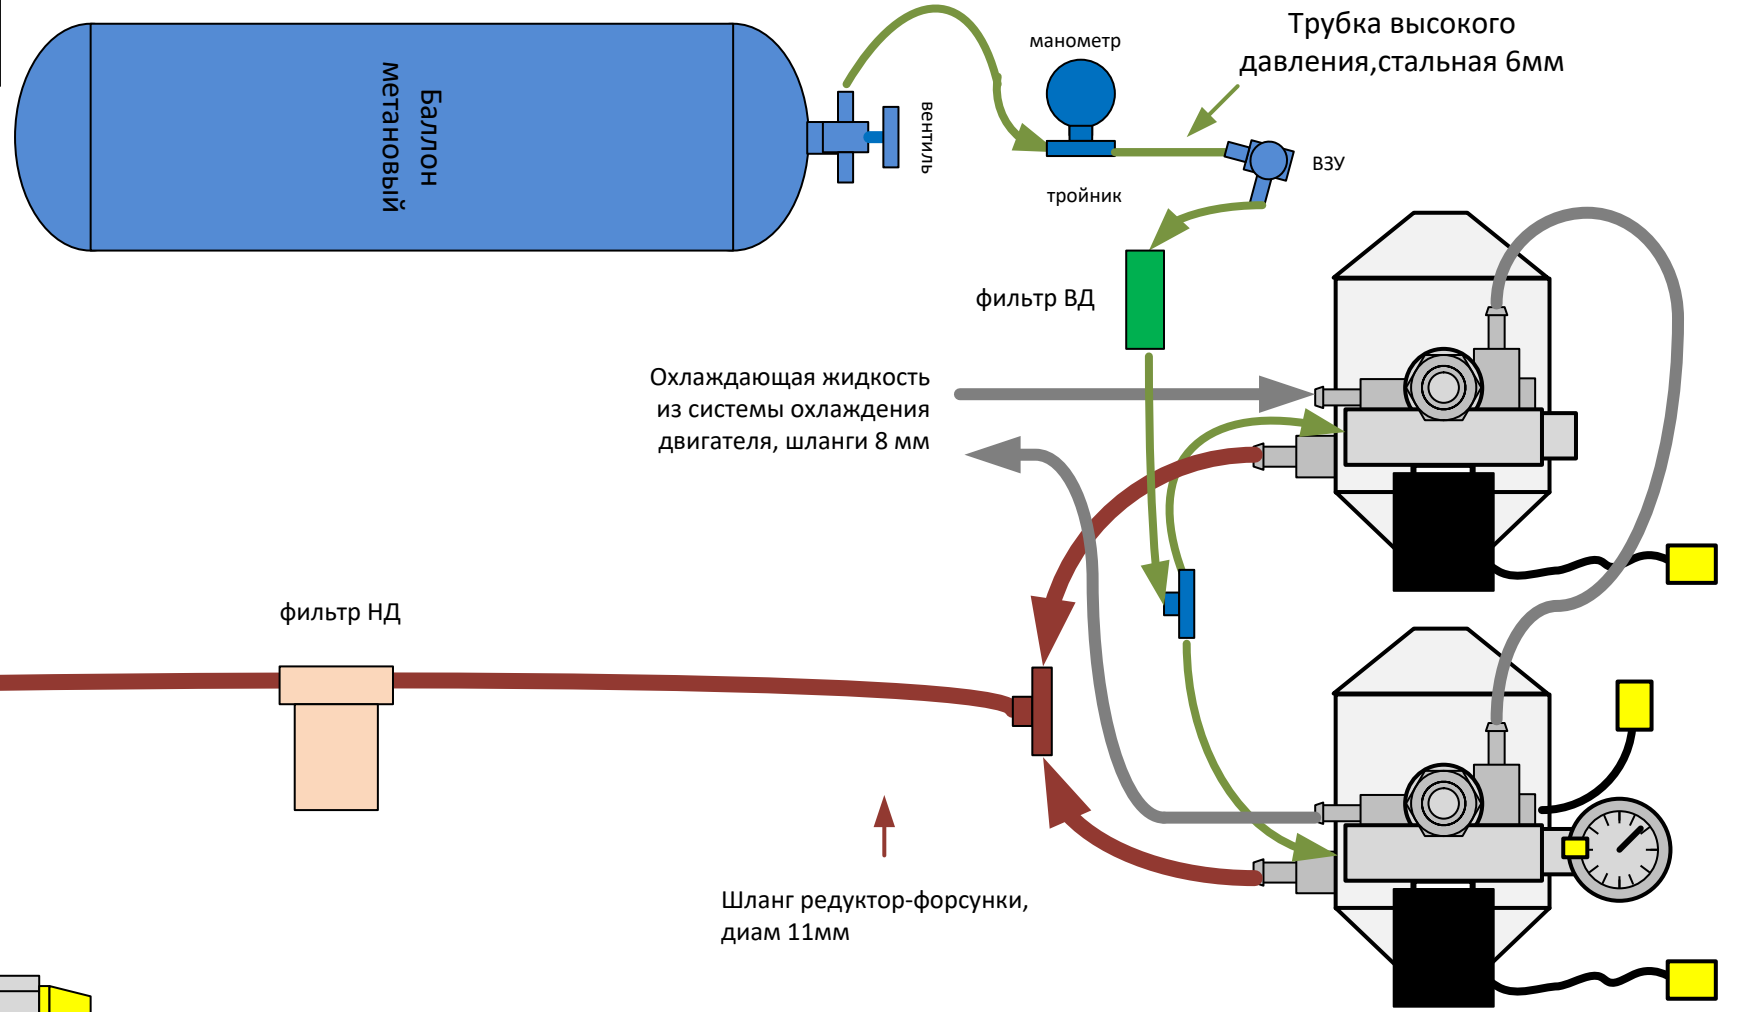 Баллон
метановый
вентиль
манометр
тройник
Трубка высокого
давления,стальная 6мм
ВЗУ
фильтр ВД
Охлаждающая жидкость
из системы охлаждения
двигателя, шланги 8 мм
фильтр НД
Шланг редуктор-форсунки,
диам 11мм